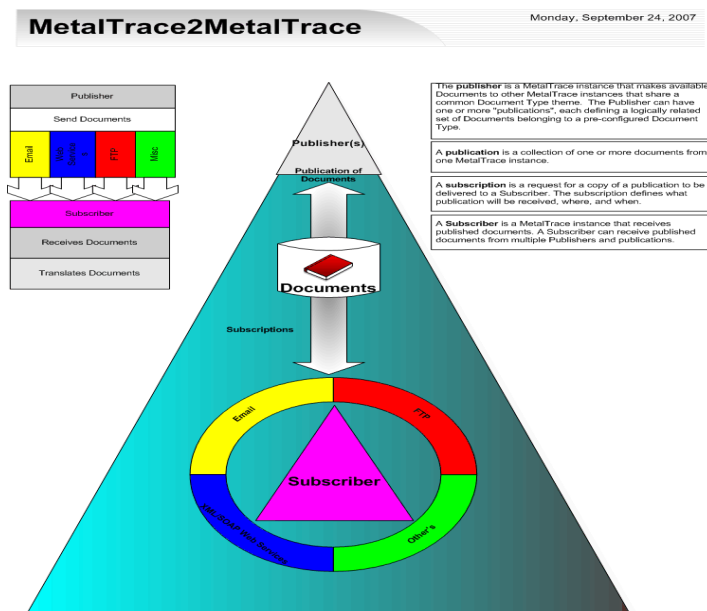 MetalTrace2MetalTrace
Monday, September 24, 2007
Publisher
Send Documents
Email
Web
Service
s
FTP
Misc
Subscriber
Receives Documents
Translates Documents
Publisher(s)
Publication of
Documents
Documents
Subscriptions
Email
FTP
Subscriber
XML/SOAP Web Services
Other's
The publisher is a MetalTrace instance that makes available
Documents to other MetalTrace instances that share a
common Document Type theme. The Publisher can have
one or more "publications", each defining a logically related
set of Documents belonging to a pre-configured Document
Type.
A publication is a collection of one or more documents from
one MetalTrace instance.
A subscription is a request for a copy of a publication to be
delivered to a Subscriber. The subscription defines what
publication will be received, where, and when.
A Subscriber is a MetalTrace instance that receives
published documents. A Subscriber can receive published
documents from multiple Publishers and publications.